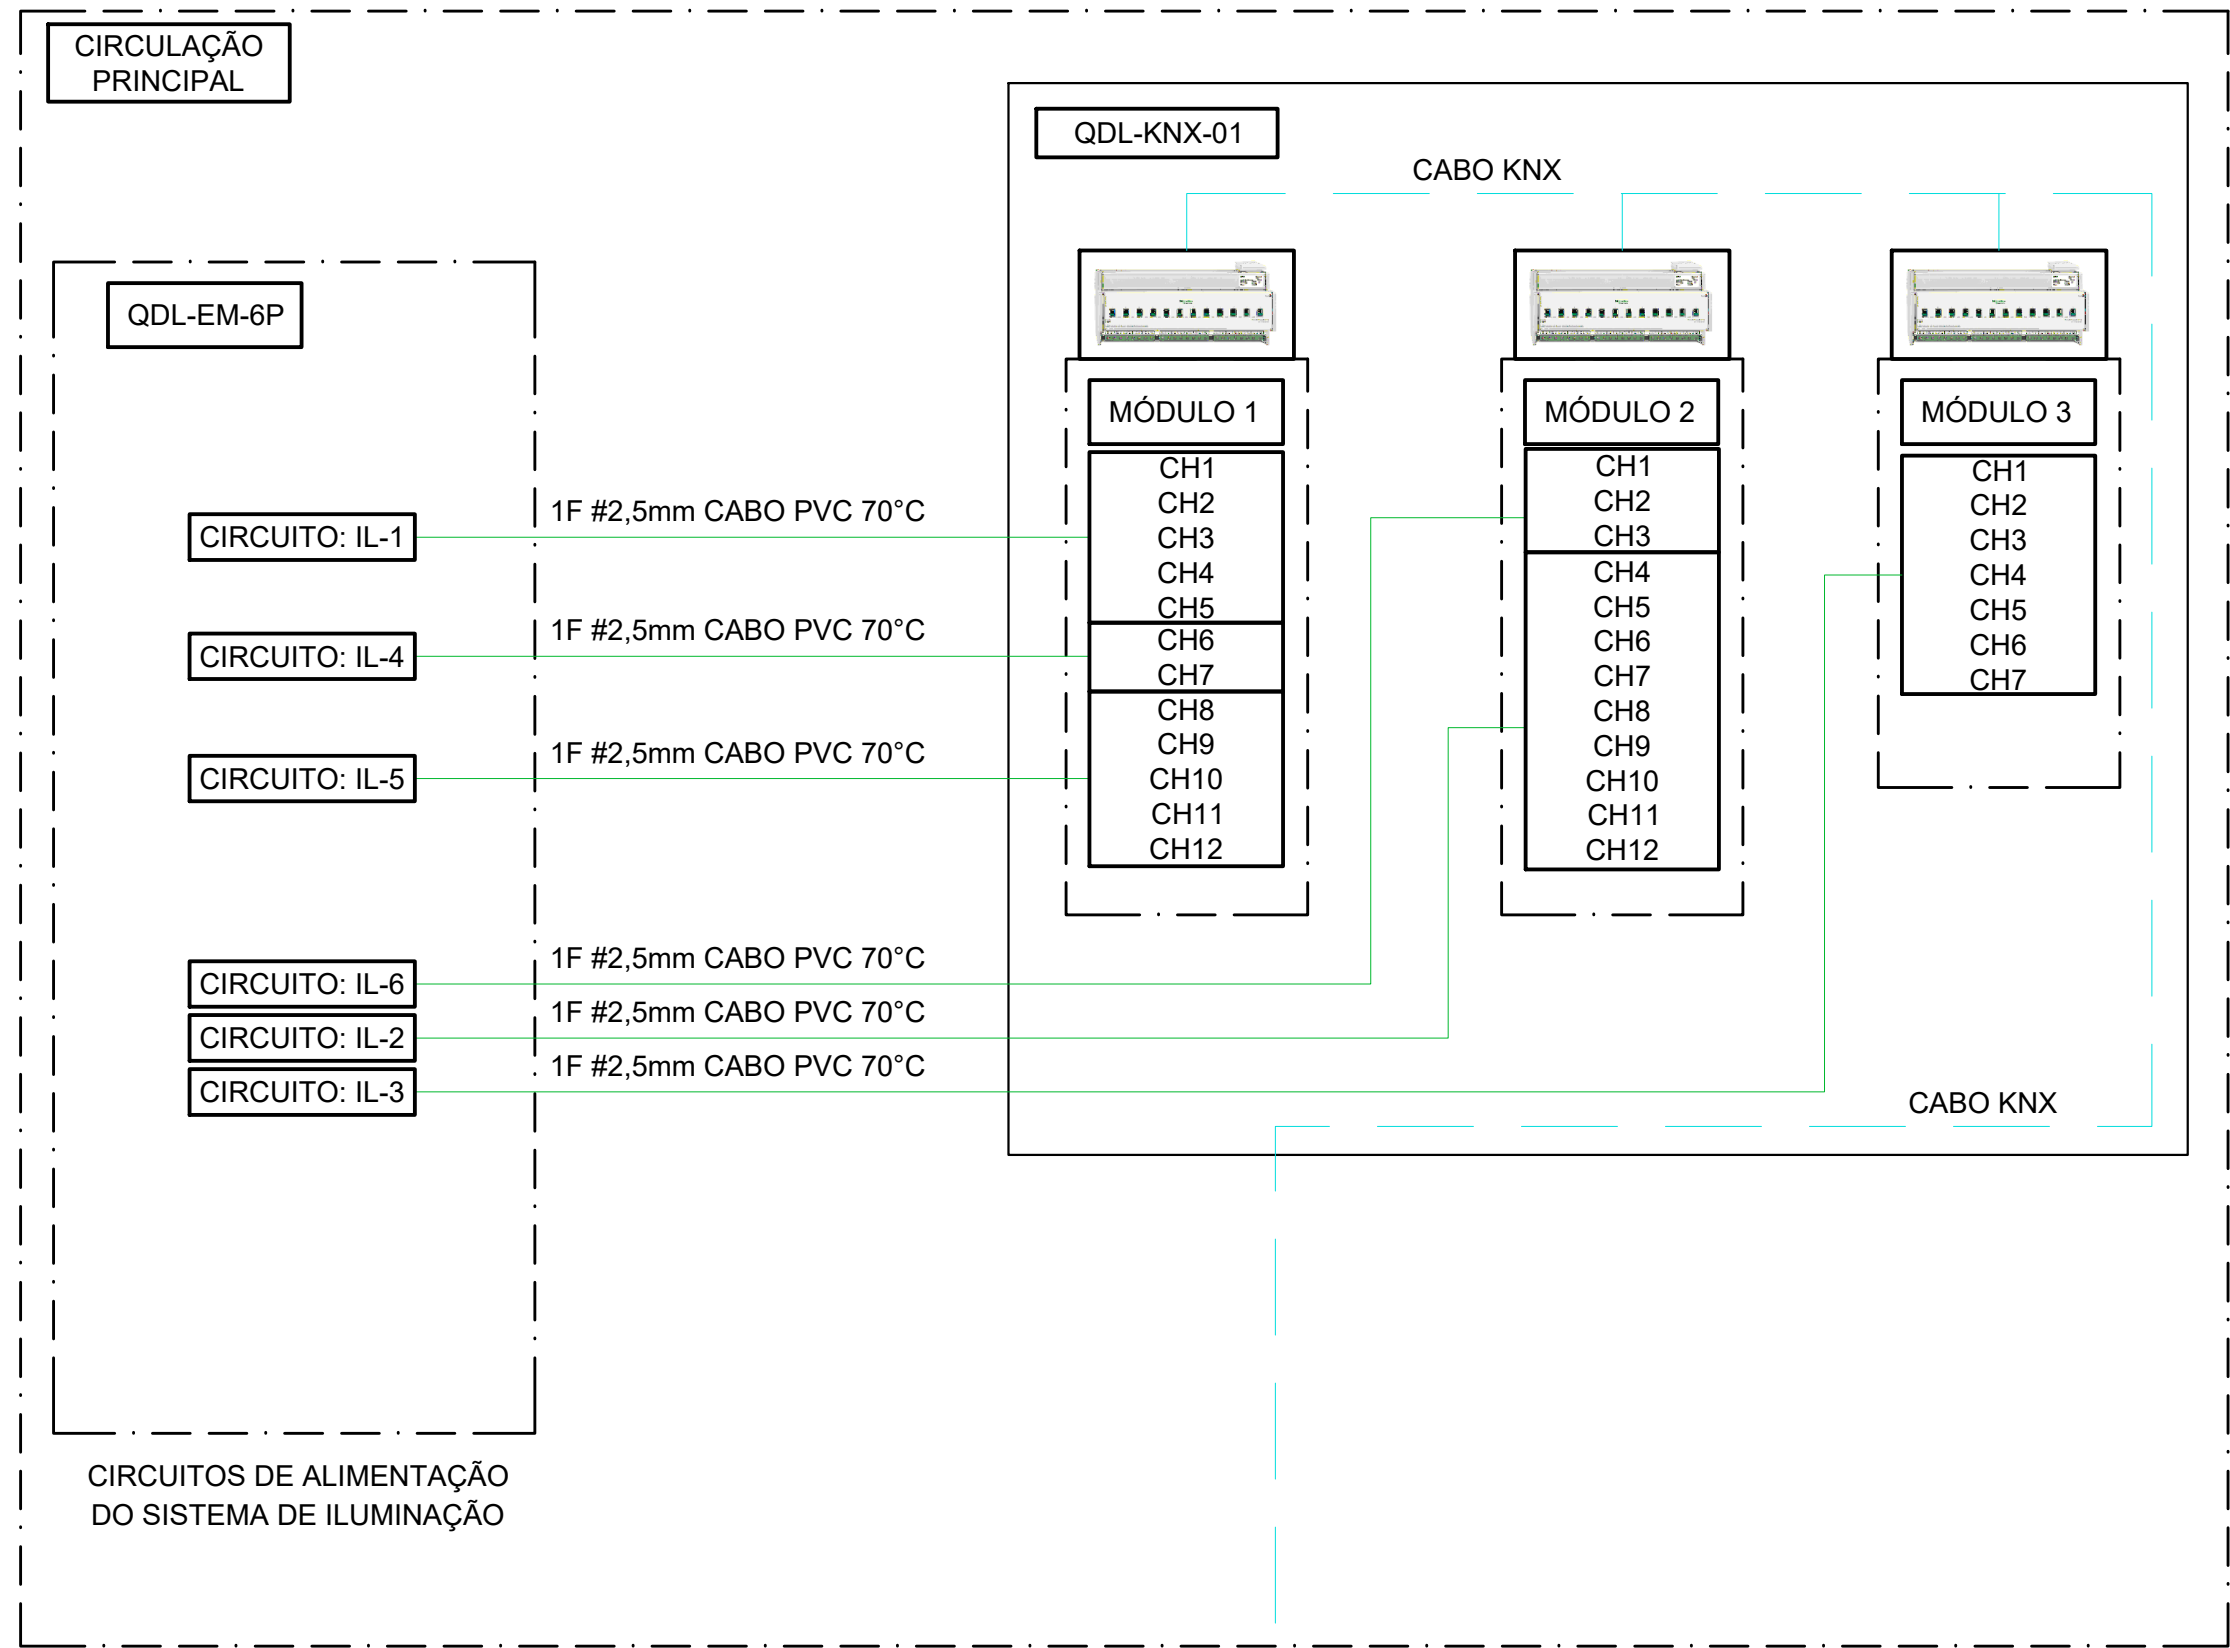 CIRCULAÇÃO
PRINCIPAL
QDL-KNX-01
CABO KNX
QDL-EM-6P
CIRCUITO: IL-1
1F #2,5mm CABO PVC 70°C
CIRCUITO: IL-4
1F #2,5mm CABO PVC 70°C
CIRCUITO: IL-5
1F #2,5mm CABO PVC 70°C
CIRCUITO: IL-6
1F #2,5mm CABO PVC 70°C
CIRCUITO: IL-2
1F #2,5mm CABO PVC 70°C
CIRCUITO: IL-3
1F #2,5mm CABO PVC 70°C
CIRCUITOS DE ALIMENTAÇÃO
DO SISTEMA DE ILUMINAÇÃO
MÓDULO 1
CH1
CH2
CH3
CH4
CH5
CH6
CH7
CH8
CH9
CH10
CH11
CH12
MÓDULO 2
CH1
CH2
CH3
CH4
CH5
CH6
CH7
CH8
CH9
CH10
CH11
CH12
MÓDULO 3
CH1
CH2
CH3
CH4
CH5
CH6
CH7
CABO KNX